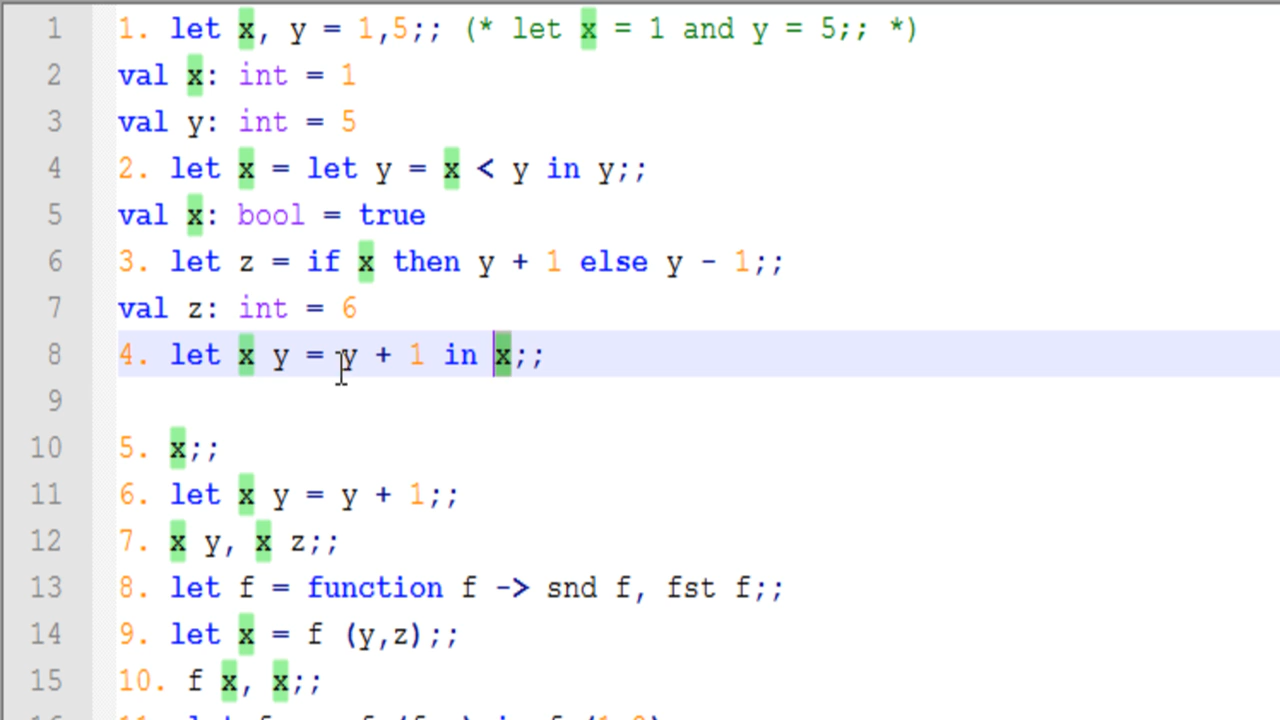 1 1. let x, y = 1,5;; (* let x = 1 and y = 5;; *)
2 val x: int = 1
3 val y: int = 5
4 2. let x = let y = x < y in y;;
5 val x: bool = true
6 3. let z = if x then y + 1 else y - 1;;
7 val z: int = 6
8 4. let x y = y + 1 in x;;
9
10 5. x;;
11 6. let x y = y + 1;;
12 7. x y, x z;;
13 8. let f = function f -> snd f, fst f;;
14 9. let x = f (y,z);;
15 10. f x, x;;